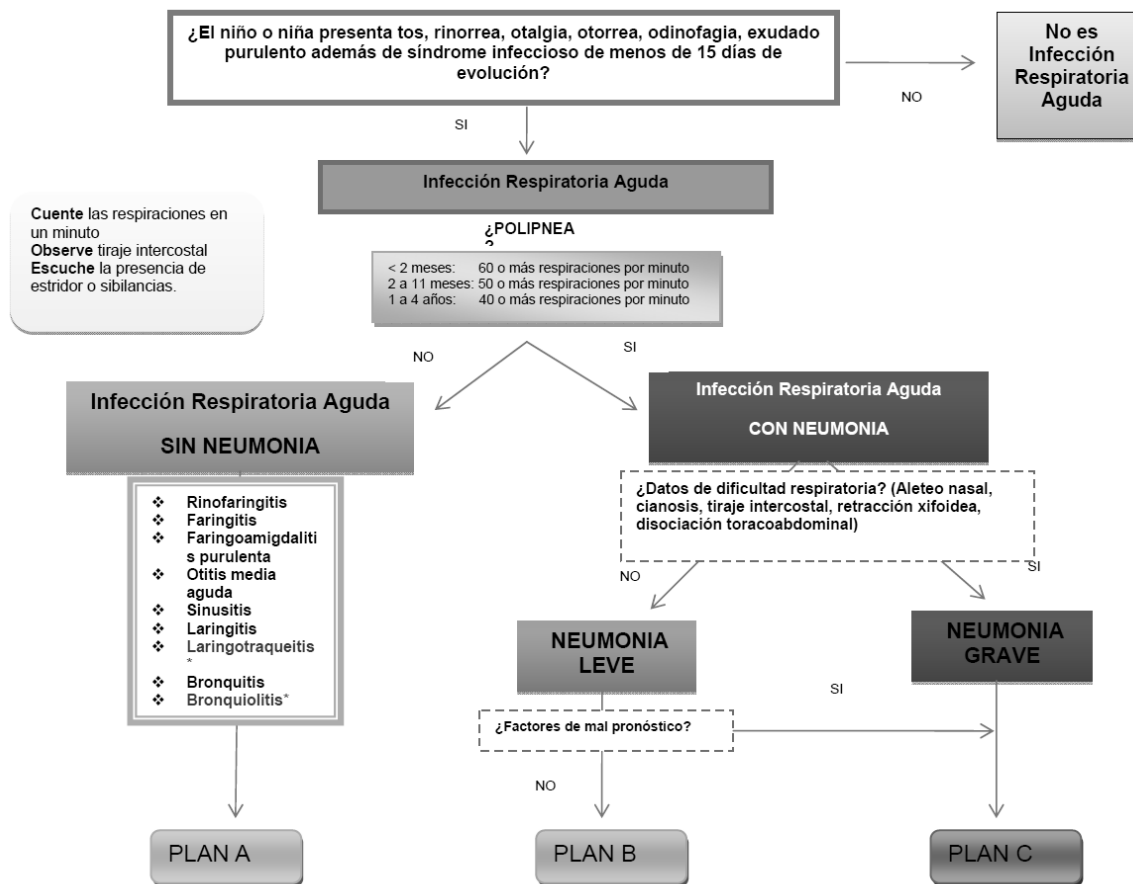 ¿El niño o niña presenta tos, rinorrea, otalgia, otorrea, odinofagia, exudado
purulento además de síndrome infeccioso de menos de 15 días de
evolución?
No es
Infección
Respiratoria
Aguda
NO
SI
Infección Respiratoria Aguda
Cuente las respiraciones en
un minuto
Observe tiraje intercostal
Escuche la presencia de
estridor o sibilancias.
¿POLIPNEA
?
< 2 meses: 60 o más respiraciones por minuto
2 a 11 meses: 50 o más respiraciones por minuto
1 a 4 años: 40 o más respiraciones por minuto
NO
SI
Infección Respiratoria Aguda
SIN NEUMONIA
Infección Respiratoria Aguda
CON NEUMONIA
❖ Rinofaringitis
❖ Faringitis
❖ Faringoamigdaliti
s purulenta
❖ Otitis media
aguda
❖ Sinusitis
❖ Laringitis
❖ Laringotraqueitis
*
❖ Bronquitis
❖ Bronquiolitis*
¿Datos de dificultad respiratoria? (Aleteo nasal,
cianosis, tiraje intercostal, retracción xifoidea,
disociación toracoabdominal)
NO
SI
NEUMONIA
LEVE
NEUMONIA
GRAVE
SI
¿Factores de mal pronóstico?
NO
PLAN A
PLAN B
PLAN C